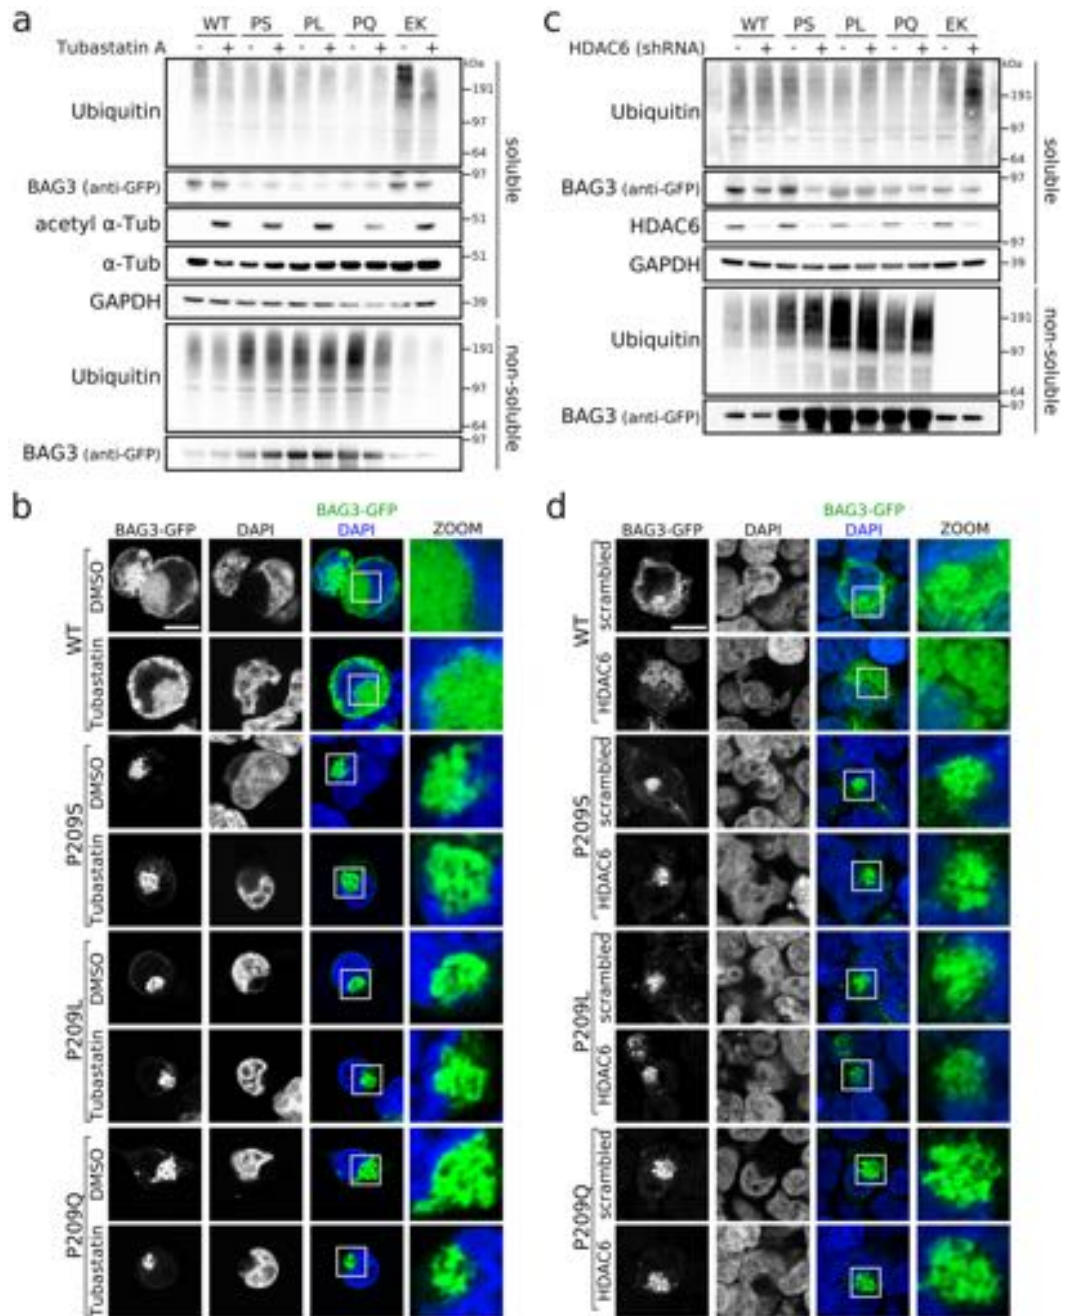 a
WT PS PL PQ EK
Tubastatin A - + - + - + - + - +
kDa
Ubiquitin
191
97
64
BAG3 (anti-GFP)
97
acetyl α-Tub
51
α-Tub
51
GAPDH
39
soluble
Ubiquitin
191
97
64
BAG3 (anti-GFP)
97
non-soluble
c
WT PS PL PQ EK
HDAC6 (shRNA) - + - + - + - + - +
kDa
Ubiquitin
191
97
64
BAG3 (anti-GFP)
97
HDAC6
97
GAPDH
39
soluble
Ubiquitin
191
97
64
BAG3 (anti-GFP)
97
non-soluble
b
BAG3-GFP
BAG3-GFP DAPI DAPI ZOOM
WT
DMSO
Tubastatin
P209S
DMSO
Tubastatin
P209L
DMSO
Tubastatin
P209Q
DMSO
Tubastatin
d
BAG3-GFP
BAG3-GFP DAPI DAPI ZOOM
WT
scrambled
HDAC6
P209S
scrambled
HDAC6
P209L
scrambled
HDAC6
P209Q
scrambled
HDAC6